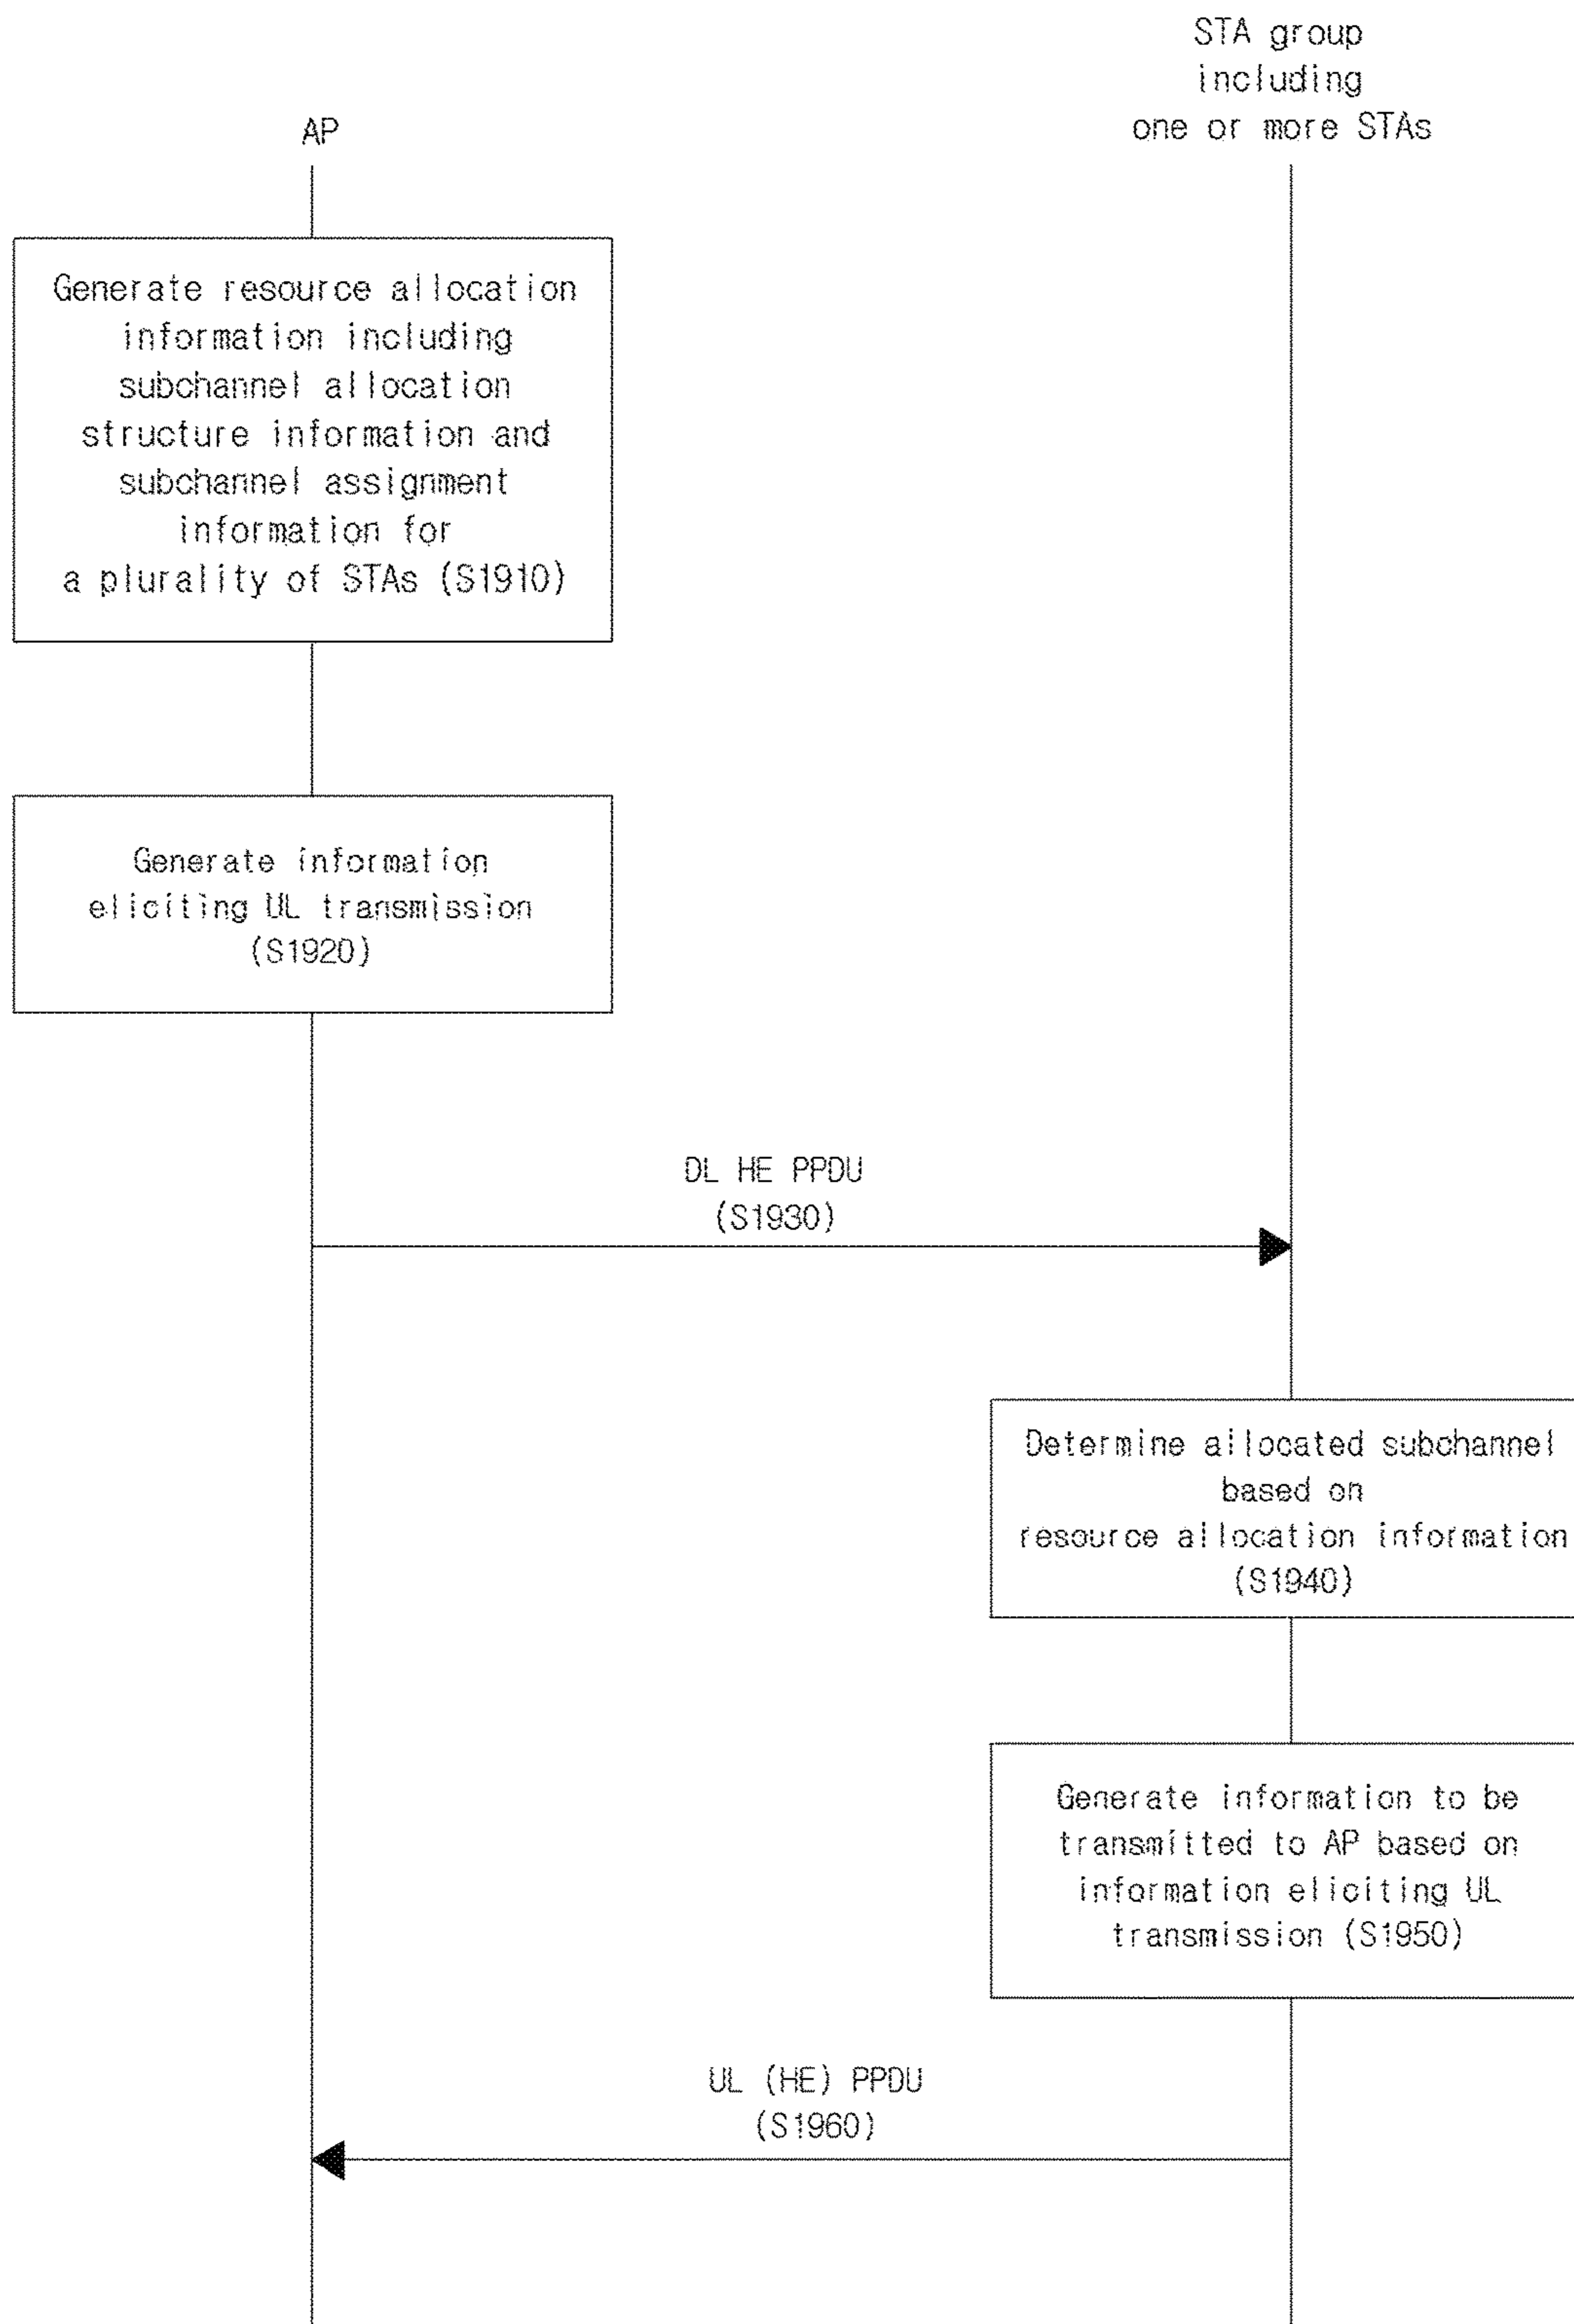 STA group
including
one or more STAs
AP
Generate resource allocation
information including
subchannel allocation
structure information and
subchannel assignment
information for
a plurality of STAs (S1910)
Generate information
eliciting UL transmission
(S1920)
DL HE PPDU
(S1930)
Determine allocated subchannel
based on
resource allocation information
(S1940)
Generate information to be
transmitted to AP based on
information eliciting UL
transmission (S1950)
UL (HE) PPDU
(S1960)